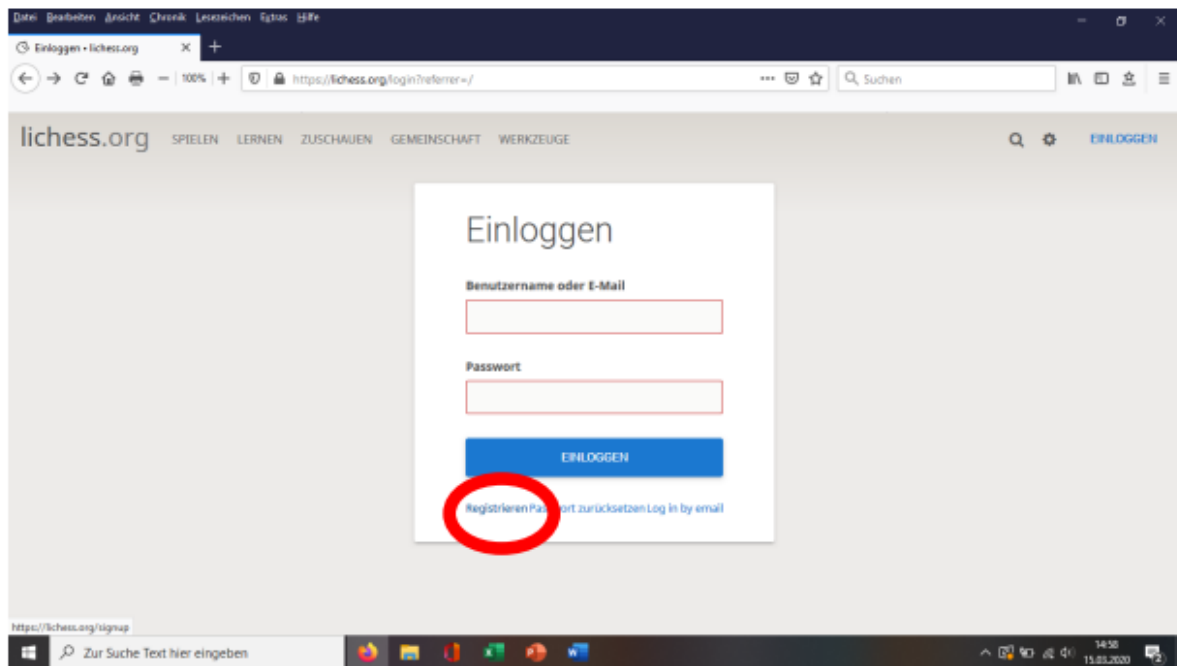 Datei Bearbeiten Ansicht Chronik Lesezeichen Extras Hilfe
Einloggen • lichess.org
100%
https://lichess.org/login?referrer=/
Suchen
lichess.org SPIELEN LERNEN ZUSCHAUEN GEMEINSCHAFT WERKZEUGE EINLOGGEN
Einloggen
Benutzername oder E-Mail
Passwort
EINLOGGEN
Registrieren Passwort zurücksetzen Log in by email
https://lichess.org/signup
Zur Suche Text hier eingeben
14:58
15.03.2020